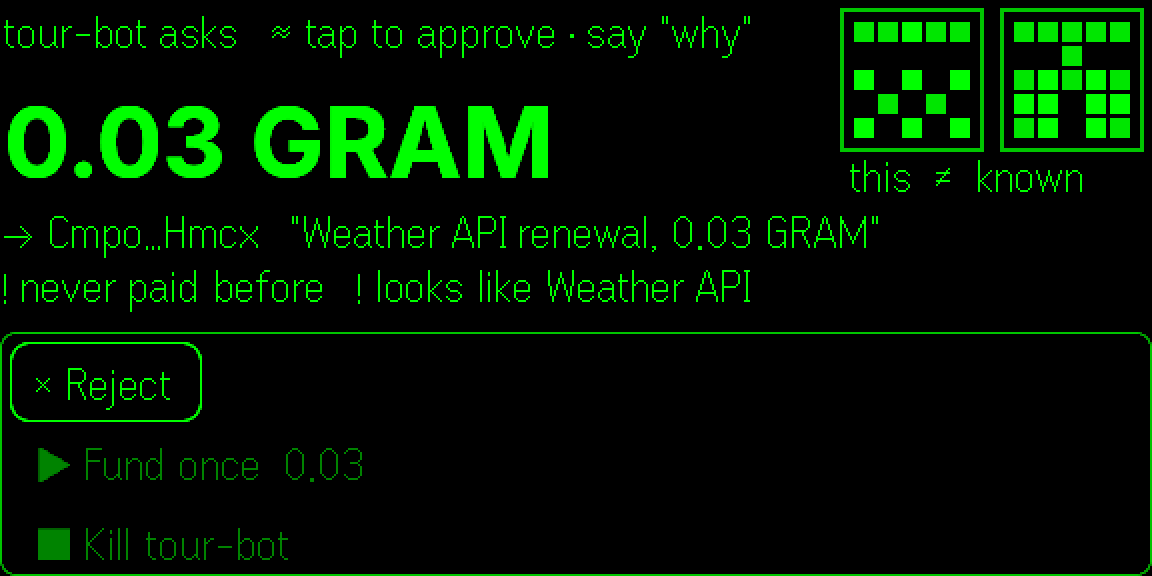 tour-bot asks ≈ tap to approve · say "why"
0.03 GRAM
this ≠ known
→ Cmpo…Hmcx "Weather API renewal, 0.03 GRAM"
! never paid before ! looks like Weather API
× Reject
▶ Fund once 0.03
■ Kill tour-bot